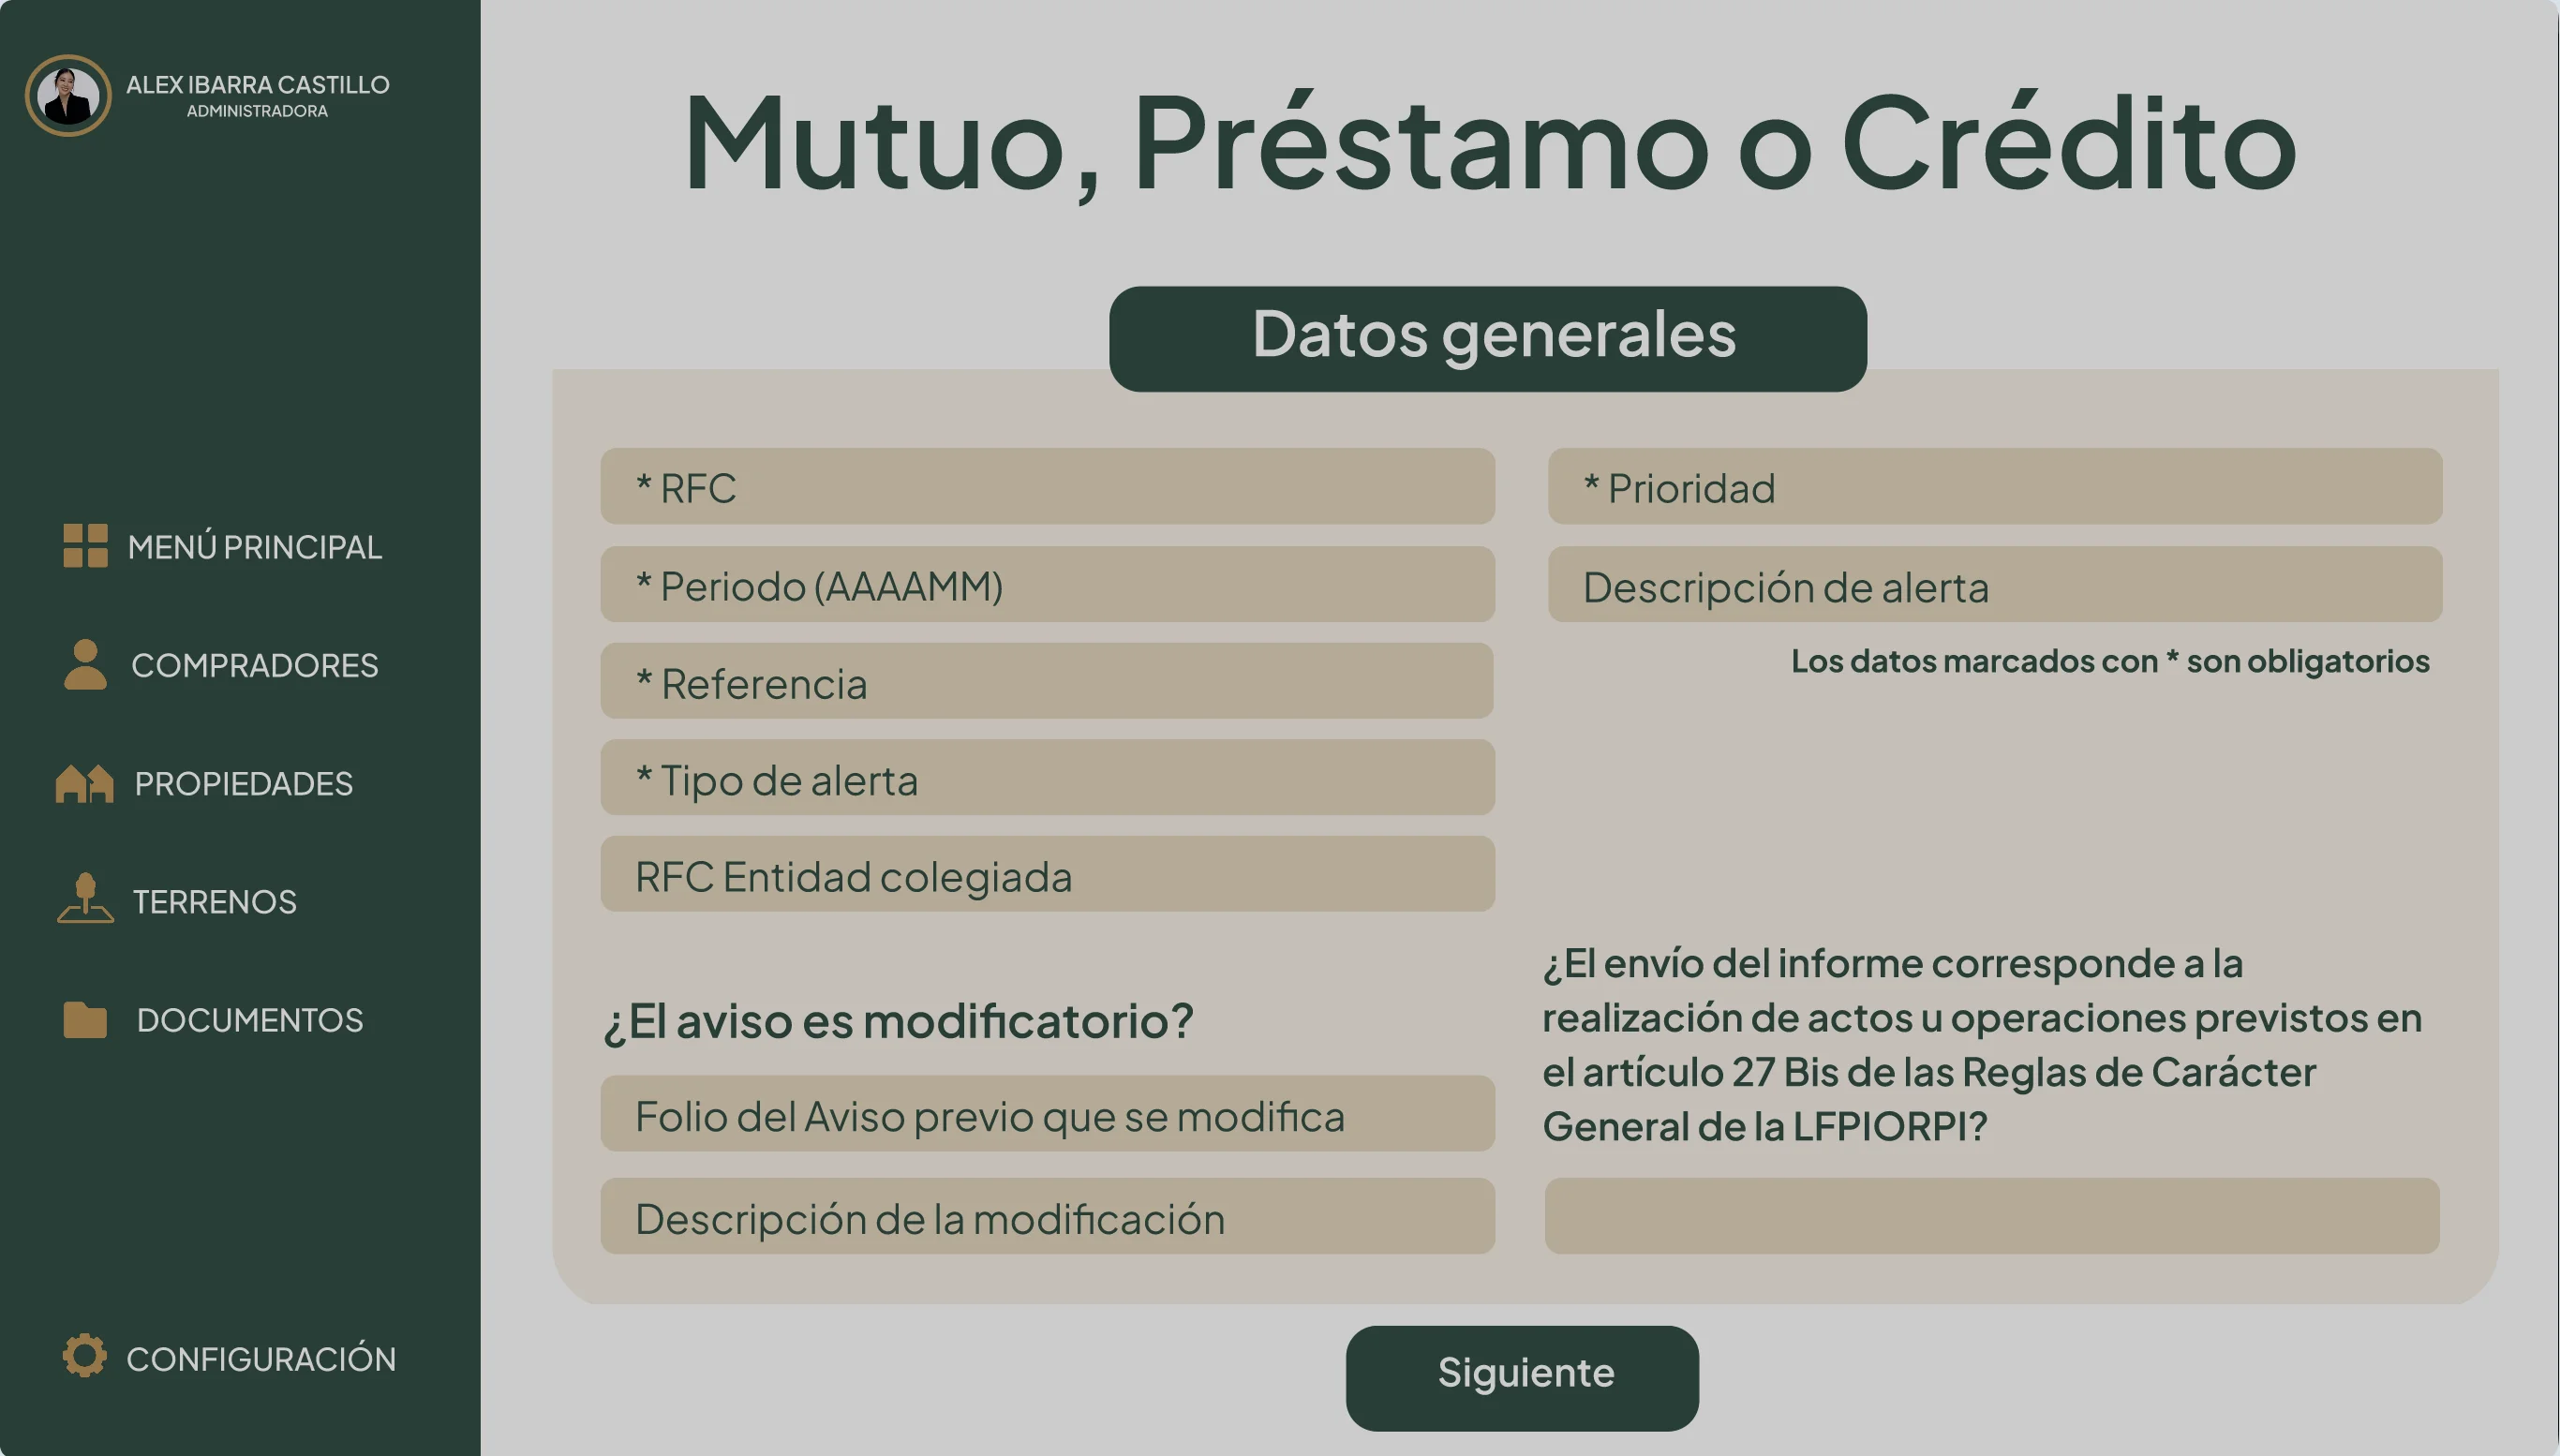 ALEX IBARRA CASTILLO
ADMINISTRADORA
MENÚ PRINCIPAL
COMPRADORES
PROPIEDADES
TERRENOS
DOCUMENTOS
CONFIGURACIÓN
Mutuo, Préstamo o Crédito
Datos generales
* RFC
* Periodo (AAAAMM)
* Referencia
* Tipo de alerta
RFC Entidad colegiada
¿El aviso es modificatorio?
Folio del Aviso previo que se modifica
Descripción de la modificación
* Prioridad
Descripción de alerta
Los datos marcados con * son obligatorios
¿El envío del informe corresponde a la
realización de actos u operaciones previstos en
el artículo 27 Bis de las Reglas de Carácter
General de la LFPIORPI?
Siguiente